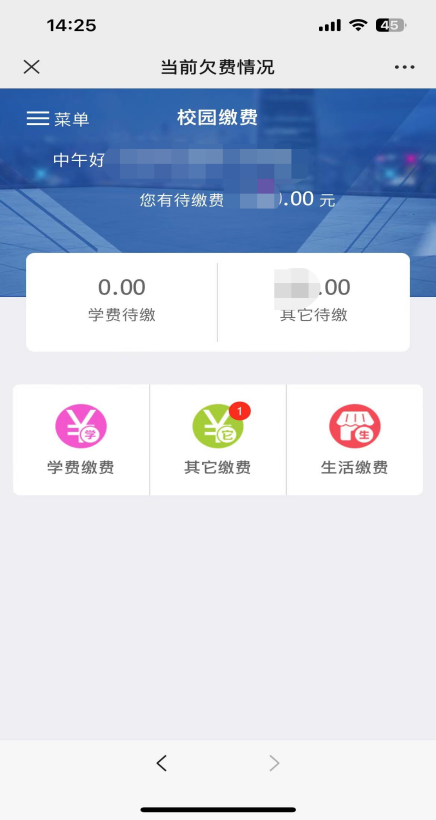 14:25
45
当前欠费情况
菜单
校园缴费
中午好
您有待缴费 .00 元
0.00
.00
学费待缴
其它待缴
学
它
1
生
学费缴费
其它缴费
生活缴费